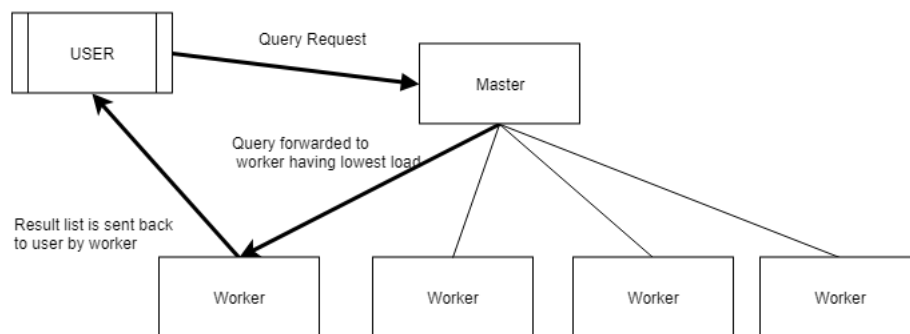 USER
Query Request
Master
Query forwarded to
worker having lowest load
Result list is sent back
to user by worker
Worker
Worker
Worker
Worker